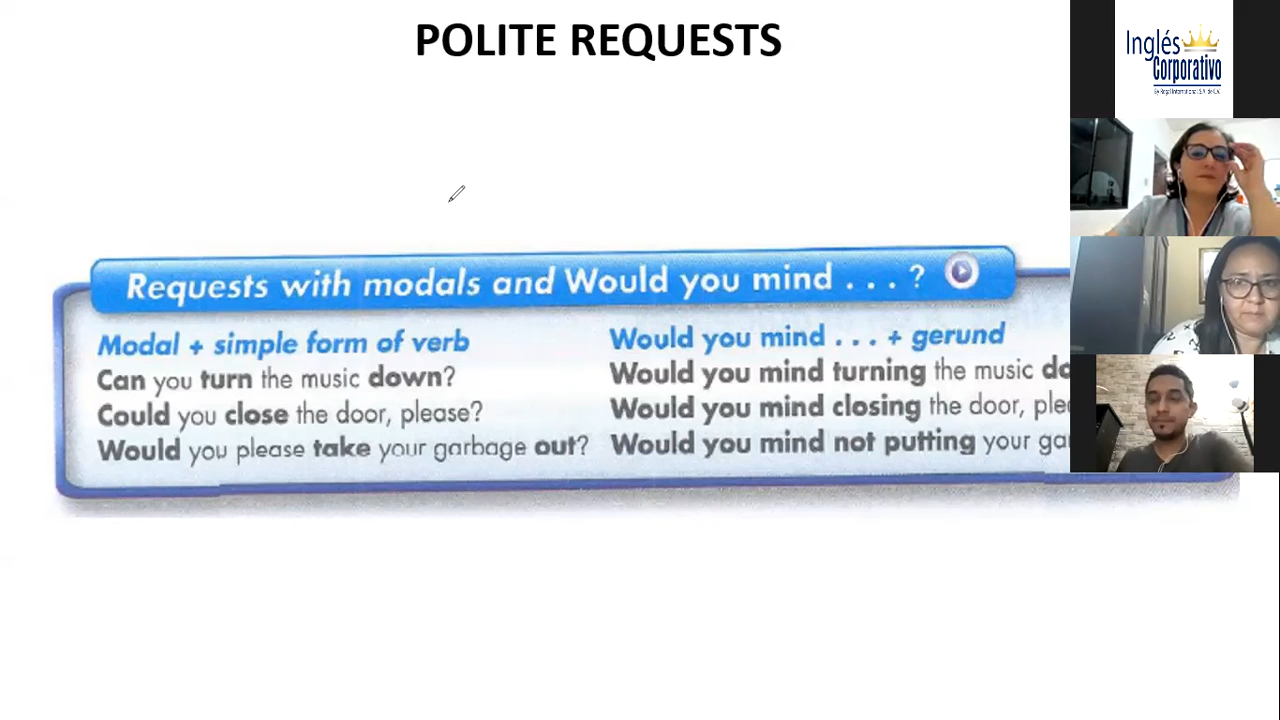 POLITE REQUESTS
Inglés
Corporativo
Requests with modals and Would you mind . . . ?
Modal + simple form of verb
Can you turn the music down?
Could you close the door, please?
Would you please take your garbage out?
Would you mind . . . + gerund
Would you mind turning the music
Would you mind closing the door,
Would you mind not putting your